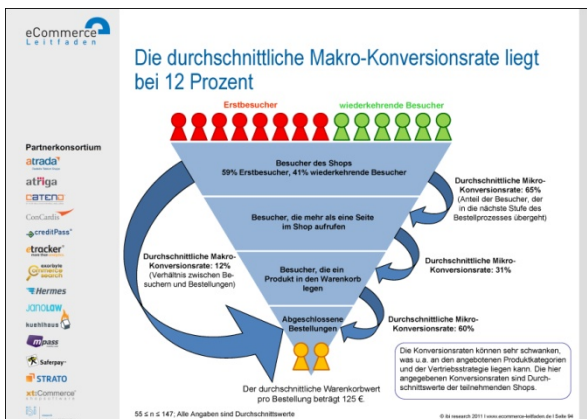 eCommerce
Leitfaden
Die durchschnittliche Makro-Konversionsrate liegt
bei 12 Prozent
Erstbesucher
wiederkehrende Besucher
Partnerkonsortium
atrada
atriga
CATENO
ConCardis
creditPass
etracker
exorbyte
commerce
search
Hermes
JANOLAW
kuehlhaus
mpass
Saferpay
STRATO
xt:Commerce
Besucher des Shops
59% Erstbesucher, 41% wiederkehrende Besucher
Besucher, die mehr als eine Seite
im Shop aufrufen
Besucher, die ein
Produkt in den Warenkorb
legen
Abgeschlossene
Bestellungen
Durchschnittliche Mikro-
Konversionsrate: 65%
(Anteil der Besucher, der
in die nächste Stufe des
Bestellprozesses übergeht)
Durchschnittliche Mikro-
Konversionsrate: 31%
Durchschnittliche Mikro-
Konversionsrate: 60%
Durchschnittliche Makro-
Konversionsrate: 12%
(Verhältnis zwischen Be-
suchern und Bestellungen)
Die Konversionsraten können sehr schwanken,
was u.a. an den angebotenen Produktkategorien
und der Vertriebsstrategie liegen kann. Die hier
angegebenen Konversionsraten sind Durch-
schnittswerte der teilnehmenden Shops.
Der durchschnittliche Warenkorbwert
pro Bestellung beträgt 125 €.
55 ≤ n ≤ 147; Alle Angaben sind Durchschnittswerte
© ibi research 2011 I www.ecommerce-leitfaden.de I Seite 94